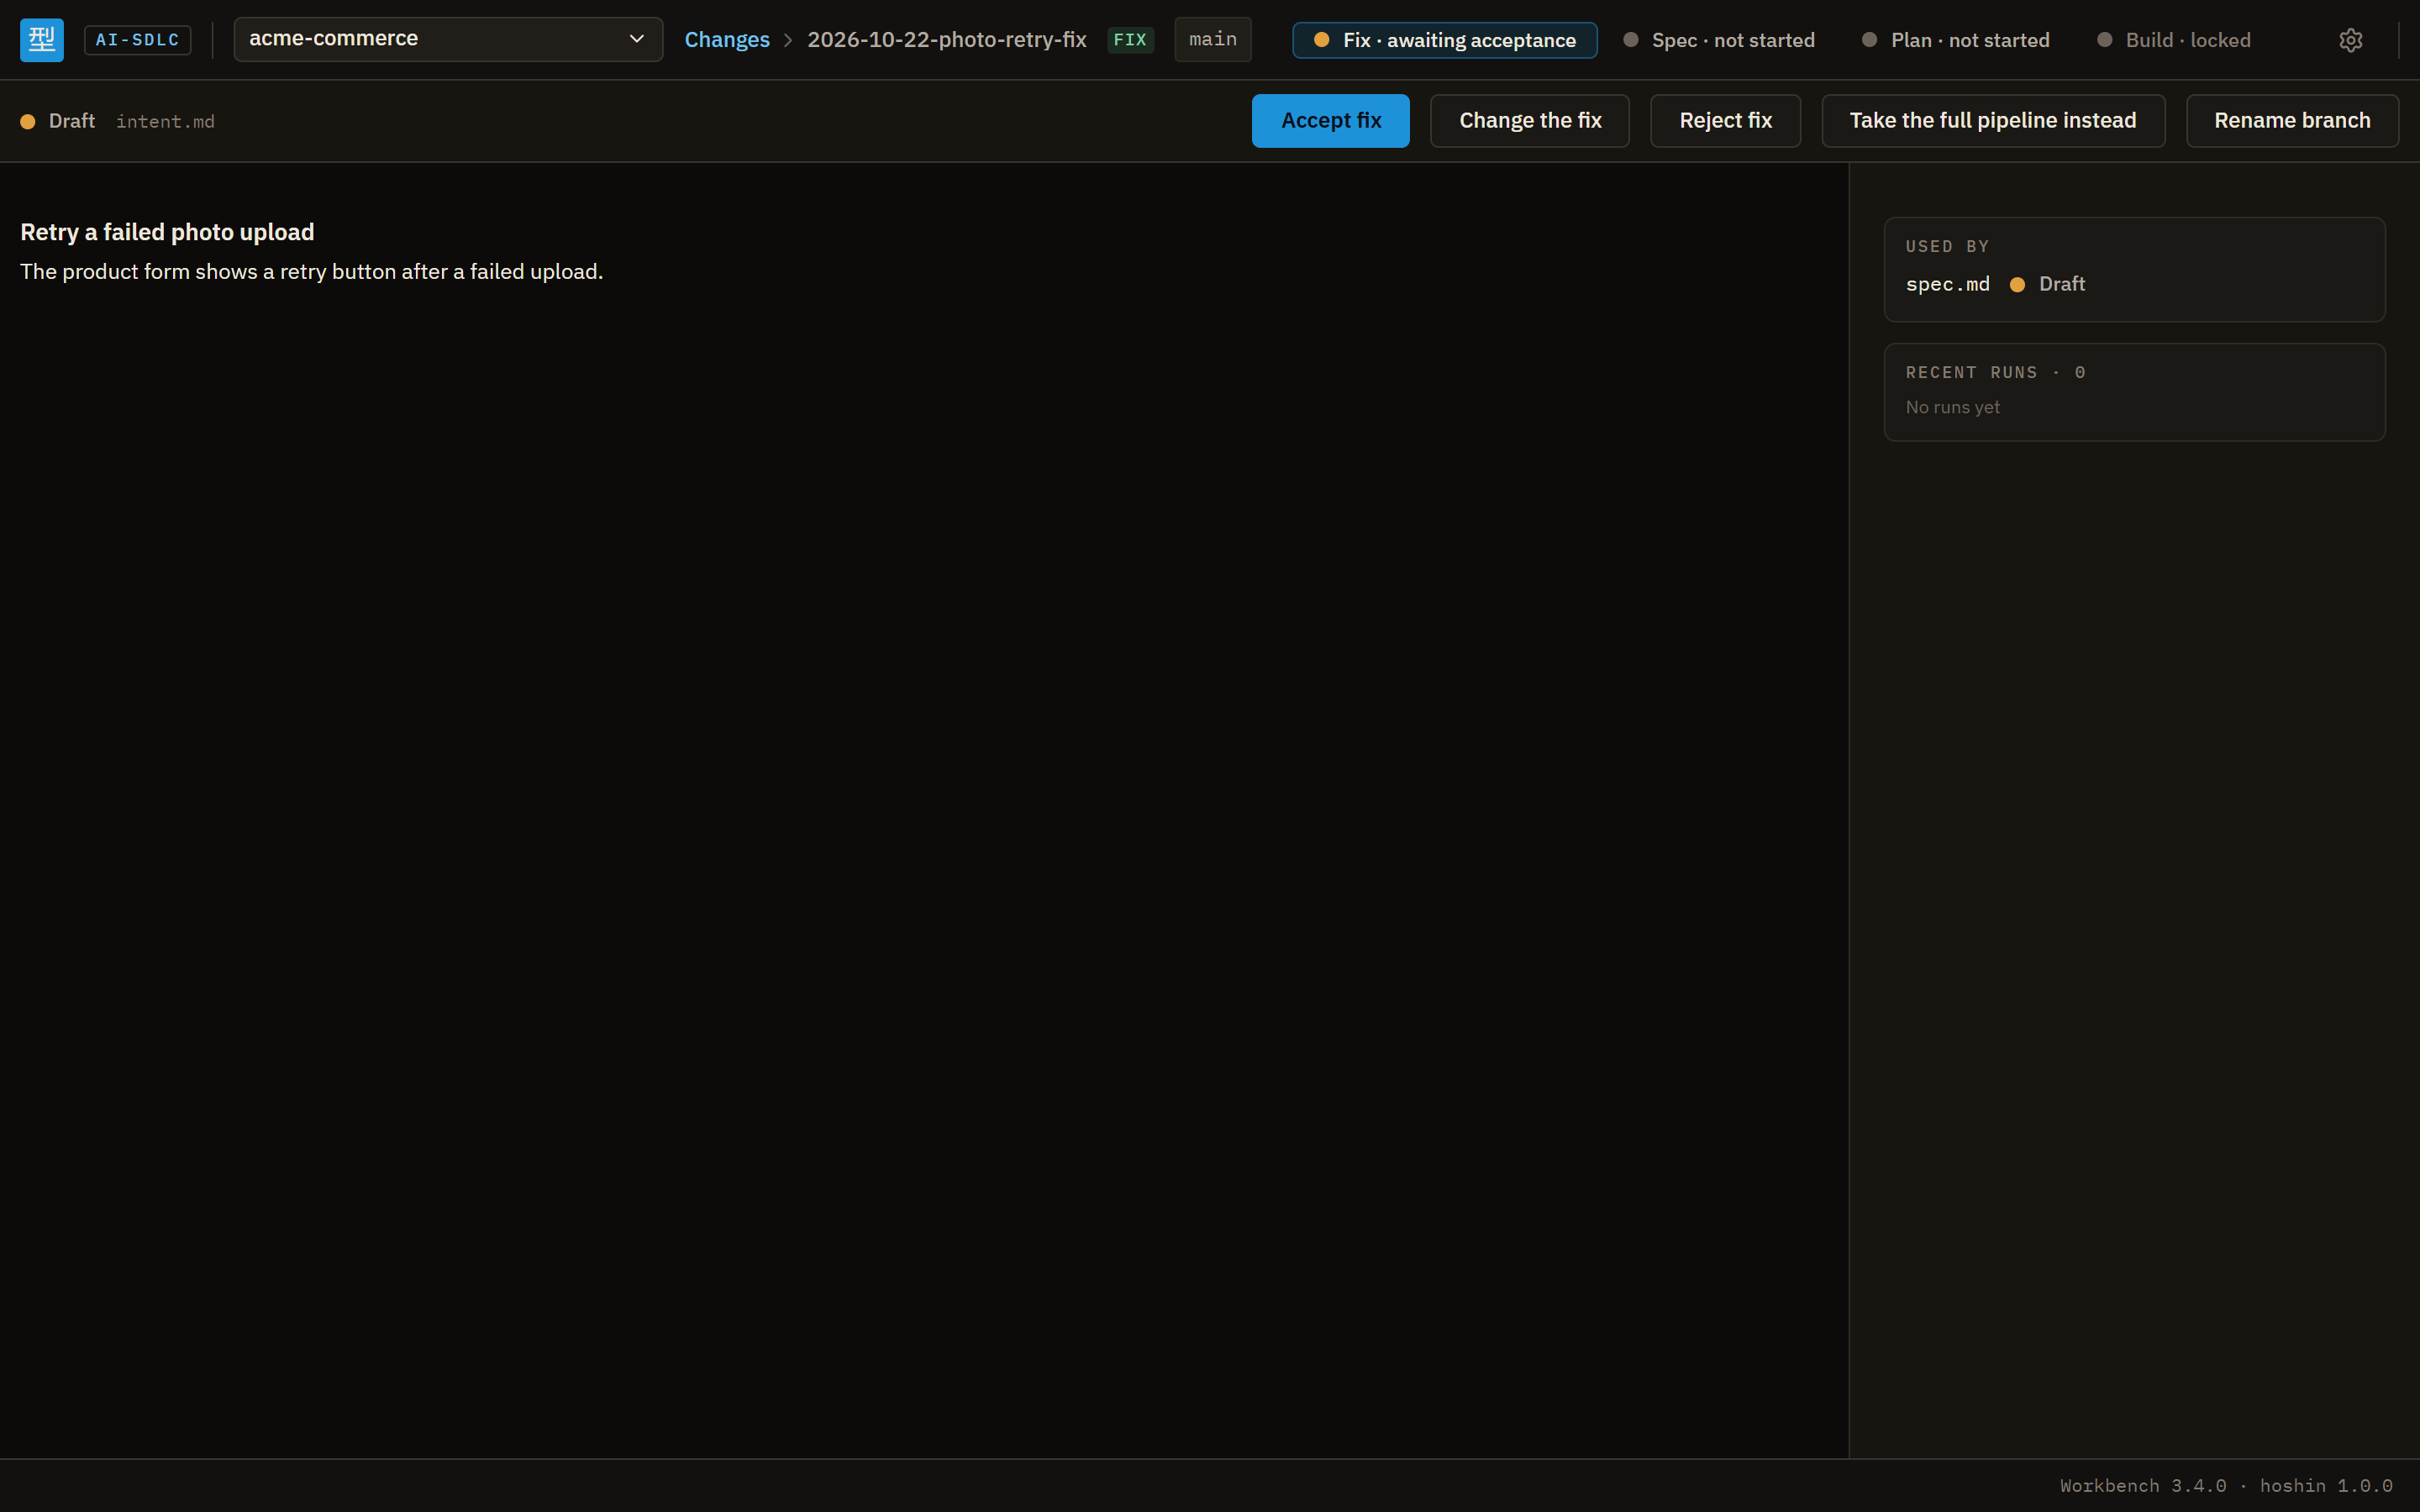 型 AI-SDLC acme-commerce Changes > 2026-10-22-photo-retry-fix FIX main Fix · awaiting acceptance Spec · not started Plan · not started Build · locked
Draft intent.md Accept fix Change the fix Reject fix Take the full pipeline instead Rename branch
Retry a failed photo upload
The product form shows a retry button after a failed upload.
USED BY
spec.md Draft
RECENT RUNS · 0
No runs yet
Workbench 3.4.0 · hoshin 1.0.0